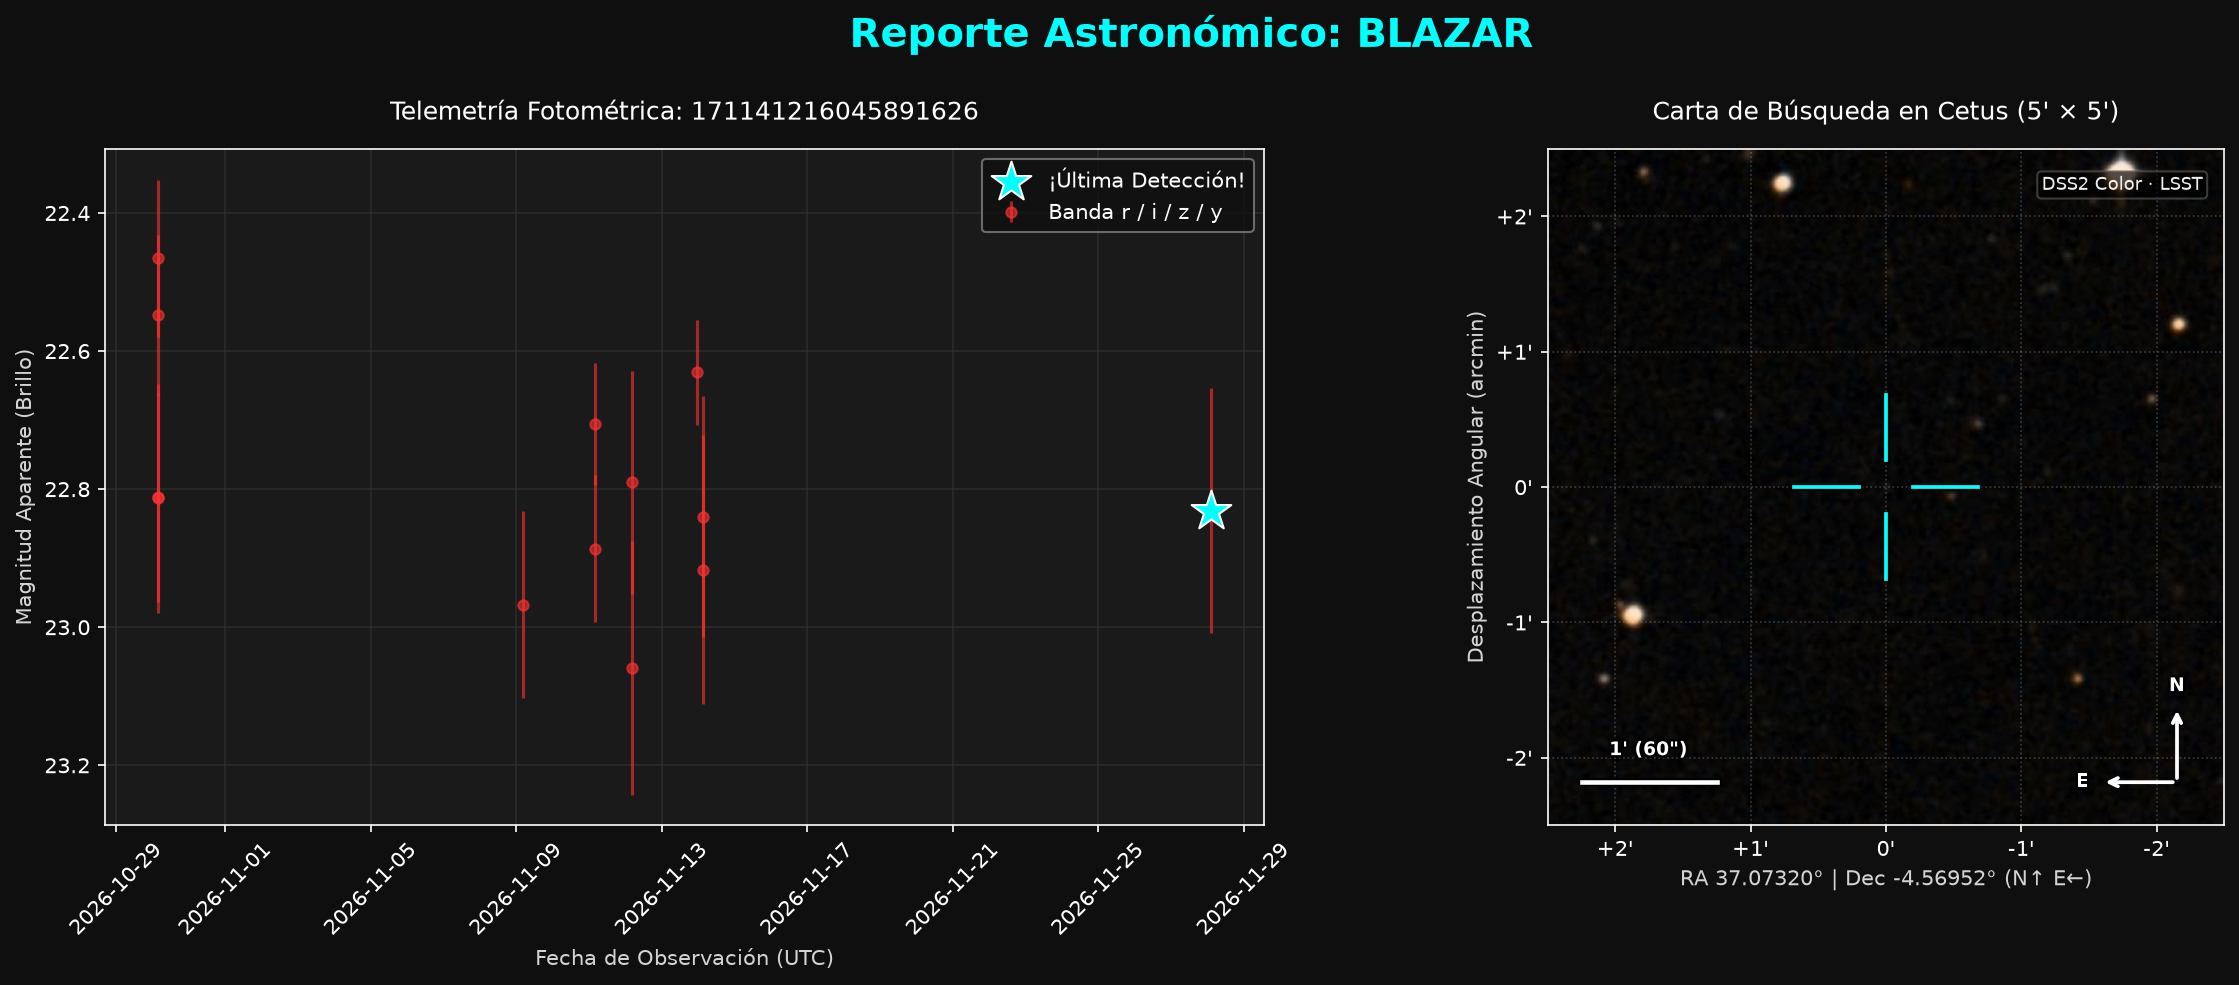 Reporte Astronómico: BLAZAR
Telemetría Fotométrica: 171141216045891626
Magnitud Aparente (Brillo)
22.4
22.6
22.8
23.0
23.2
¡Última Detección!
Banda r / i / z / y
2026-10-29
2026-11-01
2026-11-05
2026-11-09
2026-11-13
2026-11-17
2026-11-21
2026-11-25
2026-11-29
Fecha de Observación (UTC)
Carta de Búsqueda en Cetus (5' × 5')
Desplazamiento Angular (arcmin)
+2'
+1'
0'
-1'
-2'
DSS2 Color · LSST
1' (60")
N
E
+2'
+1'
0'
-1'
-2'
RA 37.07320° | Dec -4.56952° (N↑ E←)